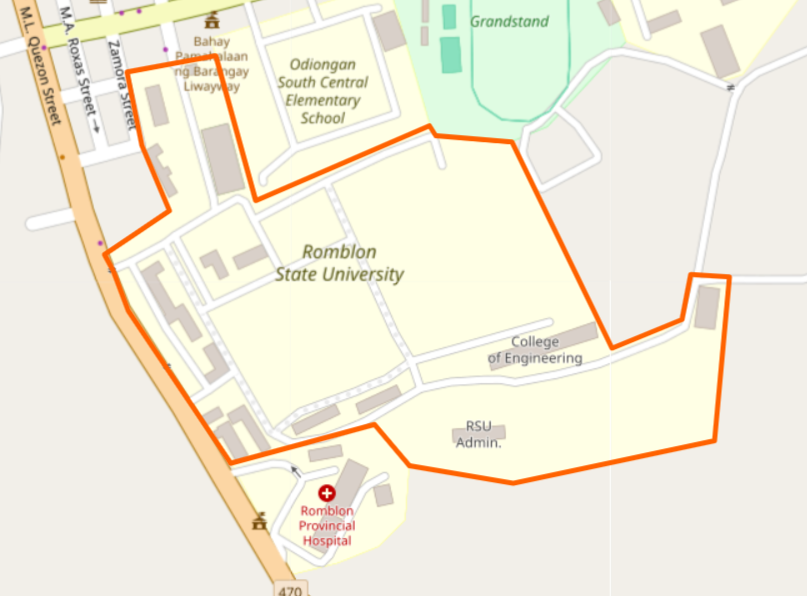 Grandstand
M.L. Quezon Street
M.A. Roxas Street
Zamora Street
Bahay
Pamahalaan
ng Barangay
Liwayway
Odiongan
South Central
Elementary
School
Romblon
State University
College
of Engineering
RSU
Admin.
Romblon
Provincial
Hospital
470